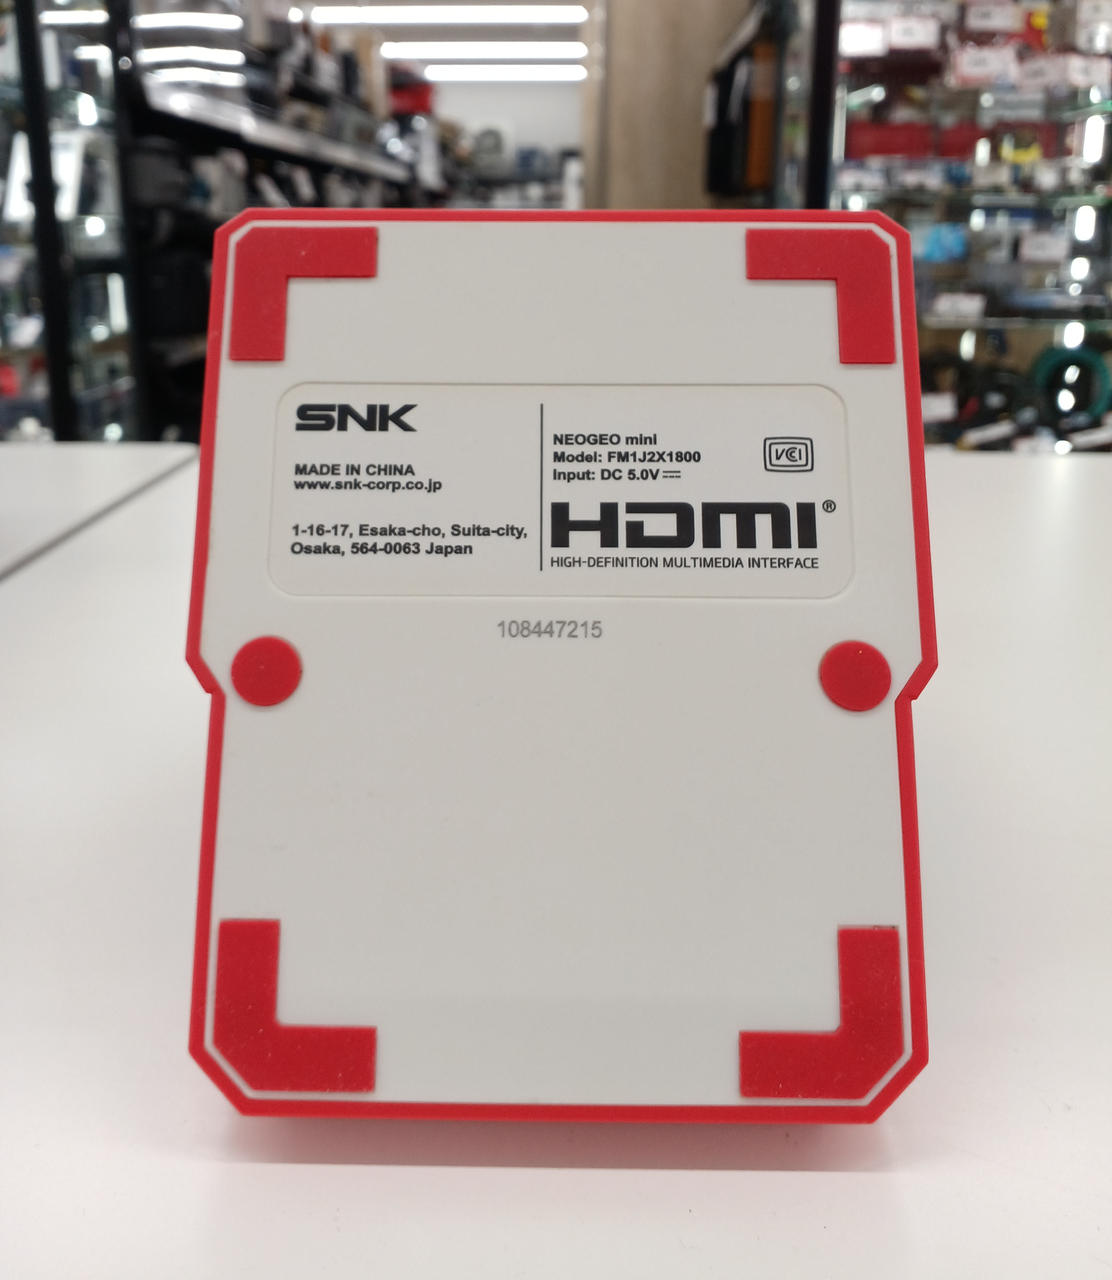 SNK
MADE IN CHINA
www.snk-corp.co.jp
1-16-17, Esaka-cho, Suita-city,
Osaka, 564-0063 Japan
NEOGEO mini
Model: FM1J2X1800
Input: DC 5.0V ⎓
VCCI
HDMI®
HIGH-DEFINITION MULTIMEDIA INTERFACE
108447215